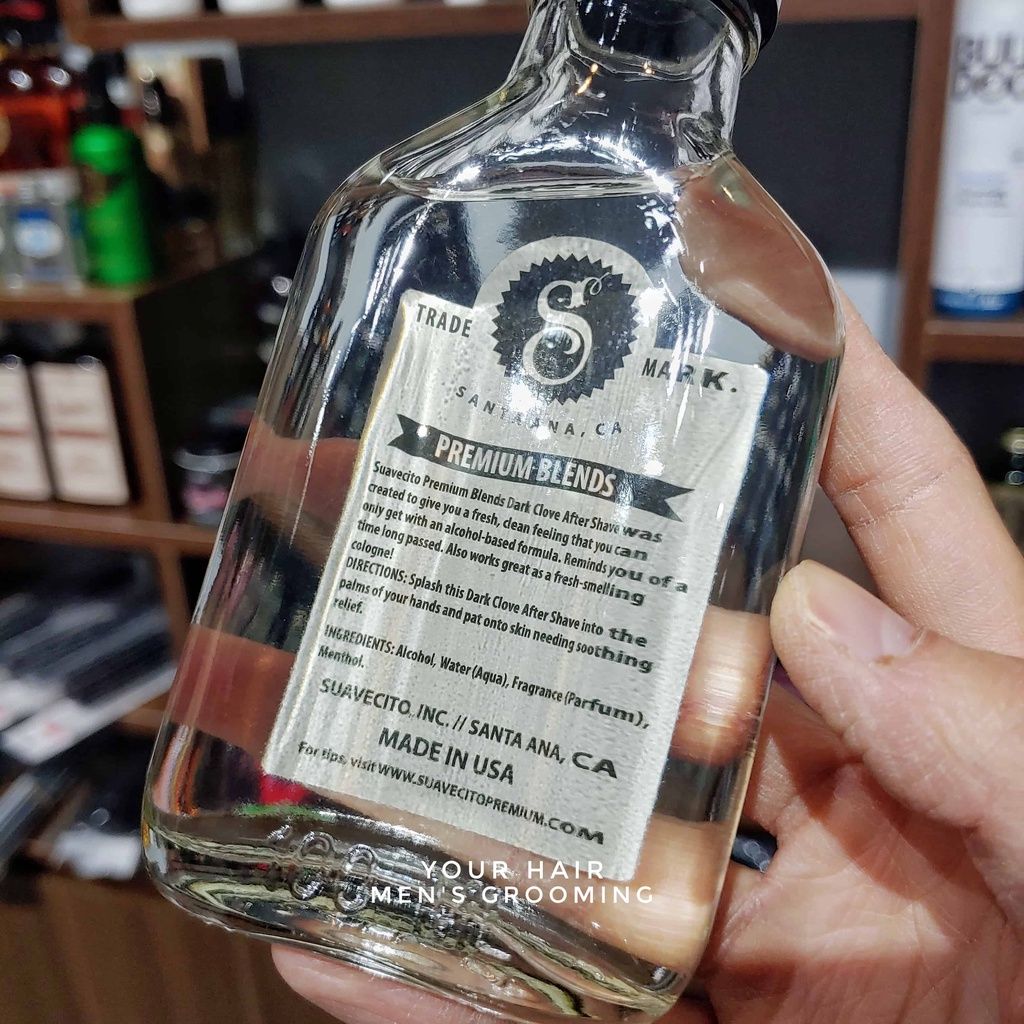 BULL
DOG
TRADE
S
MARK.
SANTA ANA, CA
PREMIUM BLENDS
Suavecito Premium Blends Dark Clove After Shave was
created to give you a fresh, clean feeling that you can
only get with an alcohol-based formula. Reminds you of a
time long passed. Also works great as a fresh-smelling
cologne!
DIRECTIONS: Splash this Dark Clove After Shave into the
palms of your hands and pat onto skin needing soothing
relief.
INGREDIENTS: Alcohol, Water (Aqua), Fragrance (Parfum),
Menthol.
SUAVECITO, INC. // SANTA ANA, CA
MADE IN USA
For tips, visit WWW.SUAVECITOPREMIUM.COM
YOUR HAIR
MEN'S GROOMING